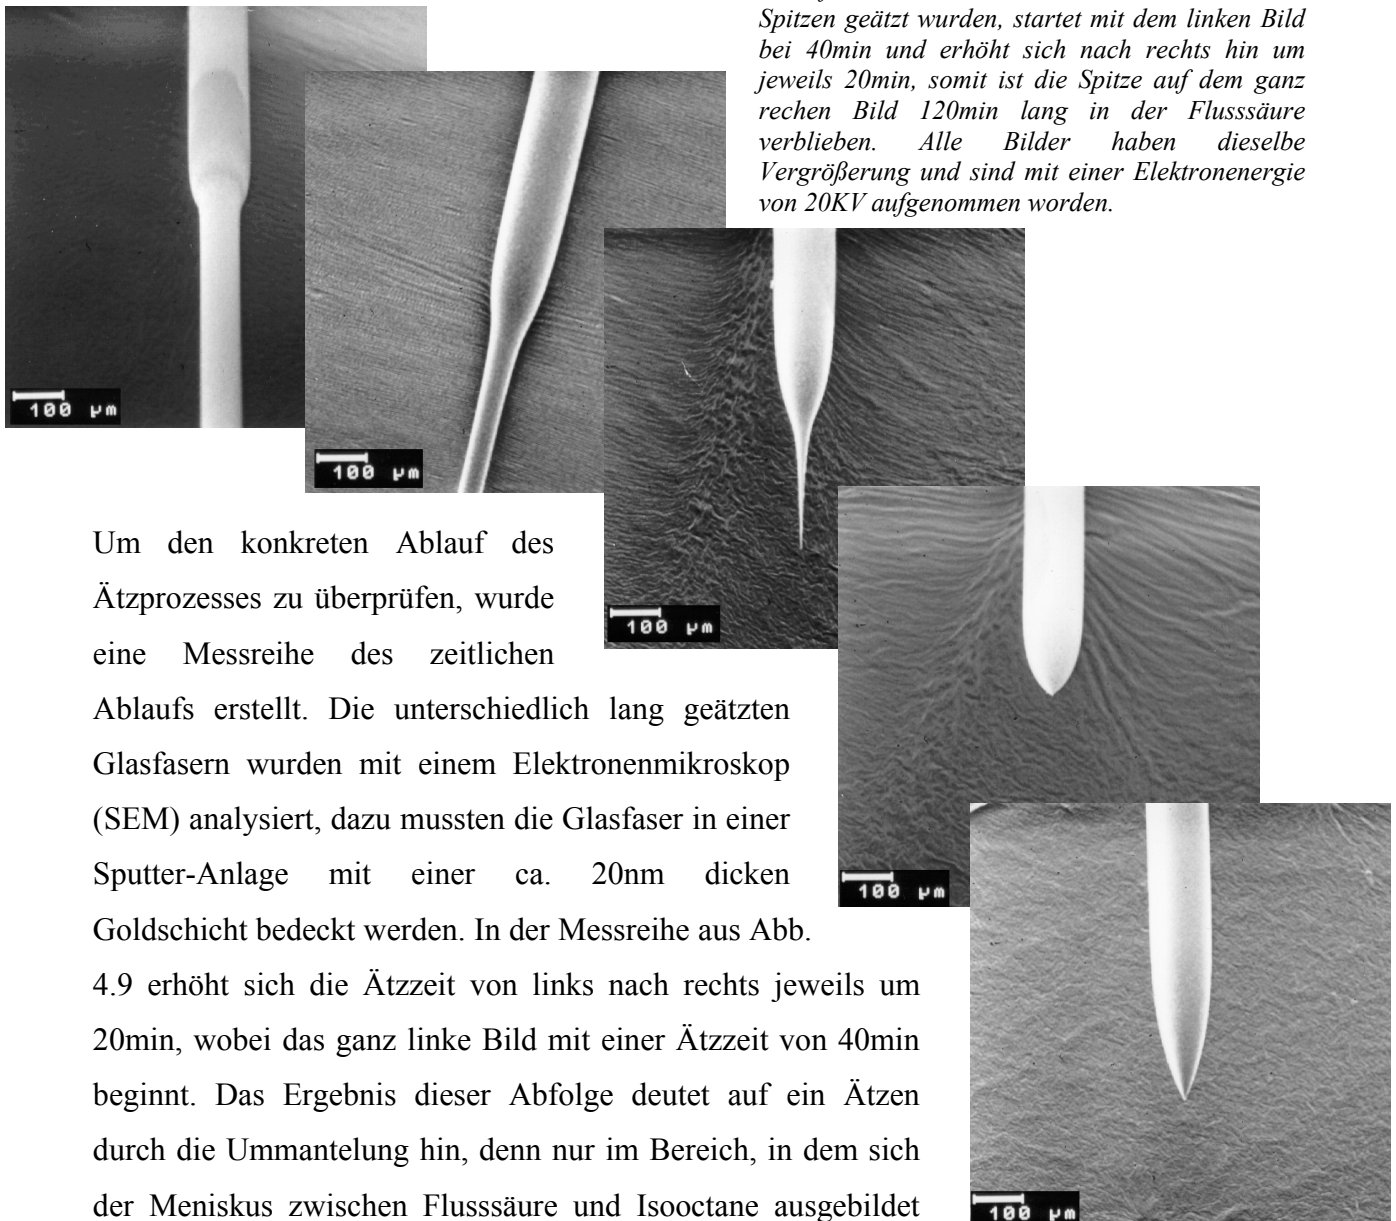 Spitzen geätzt wurden, startet mit dem linken Bild
bei 40min und erhöht sich nach rechts hin um
jeweils 20min, somit ist die Spitze auf dem ganz
rechen Bild 120min lang in der Flusssäure
verblieben. Alle Bilder haben dieselbe
Vergrößerung und sind mit einer Elektronenergie
von 20KV aufgenommen worden.
100 µm
100 µm
100 µm
100 µm
100 µm
Um den konkreten Ablauf des
Ätzprozesses zu überprüfen, wurde
eine Messreihe des zeitlichen
Ablaufs erstellt. Die unterschiedlich lang geätzten
Glasfasern wurden mit einem Elektronenmikroskop
(SEM) analysiert, dazu mussten die Glasfaser in einer
Sputter-Anlage mit einer ca. 20nm dicken
Goldschicht bedeckt werden. In der Messreihe aus Abb.
4.9 erhöht sich die Ätzzeit von links nach rechts jeweils um
20min, wobei das ganz linke Bild mit einer Ätzzeit von 40min
beginnt. Das Ergebnis dieser Abfolge deutet auf ein Ätzen
durch die Ummantelung hin, denn nur im Bereich, in dem sich
der Meniskus zwischen Flusssäure und Isooctane ausgebildet